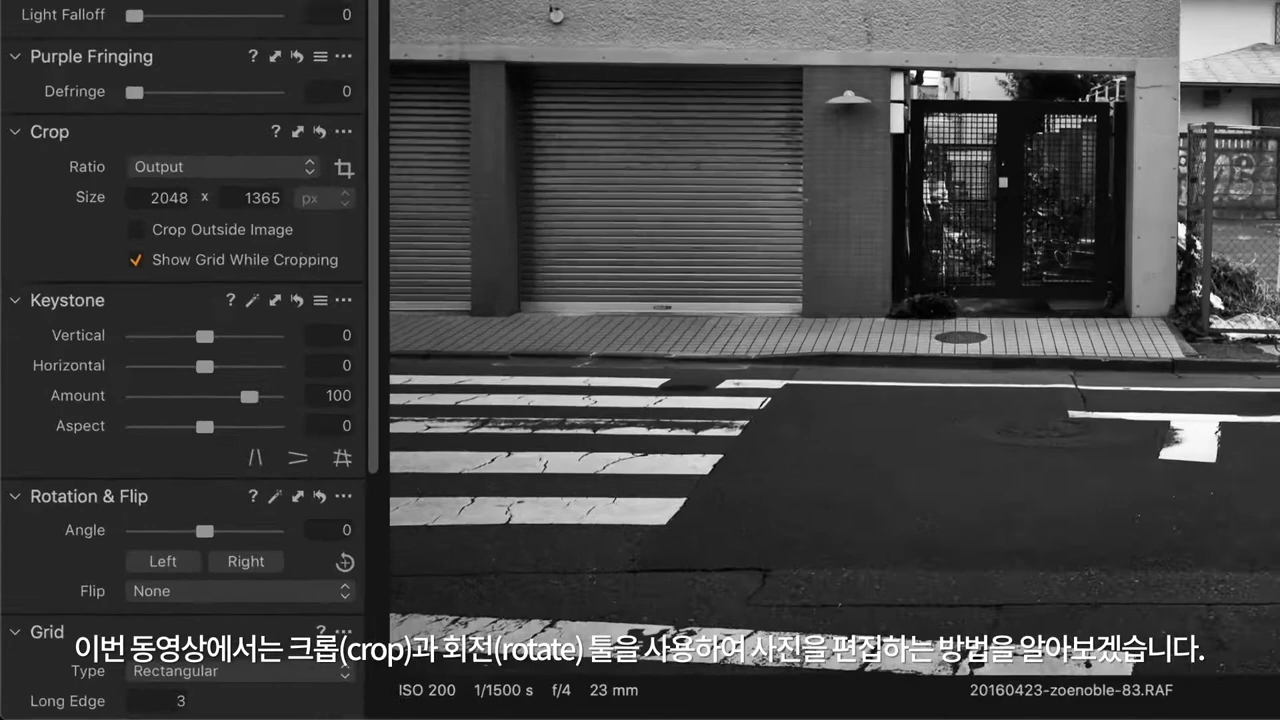 Light Falloff 0
Purple Fringing ? ...
Defringe 0
Crop ? ...
Ratio Output
Size 2048 x 1365 px
Crop Outside Image
Show Grid While Cropping
Keystone ? ...
Vertical 0
Horizontal 0
Amount 100
Aspect 0
Rotation & Flip ? ...
Angle 0
Left Right
Flip None
Grid ? ...
이번 동영상에서는 크롭(crop)과 회전(rotate) 툴을 사용하여 사진을 편집하는 방법을 알아보겠습니다.
Type Rectangular
ISO 200 1/1500 s f/4 23 mm 20160423-zoenoble-83.RAF
Long Edge 3